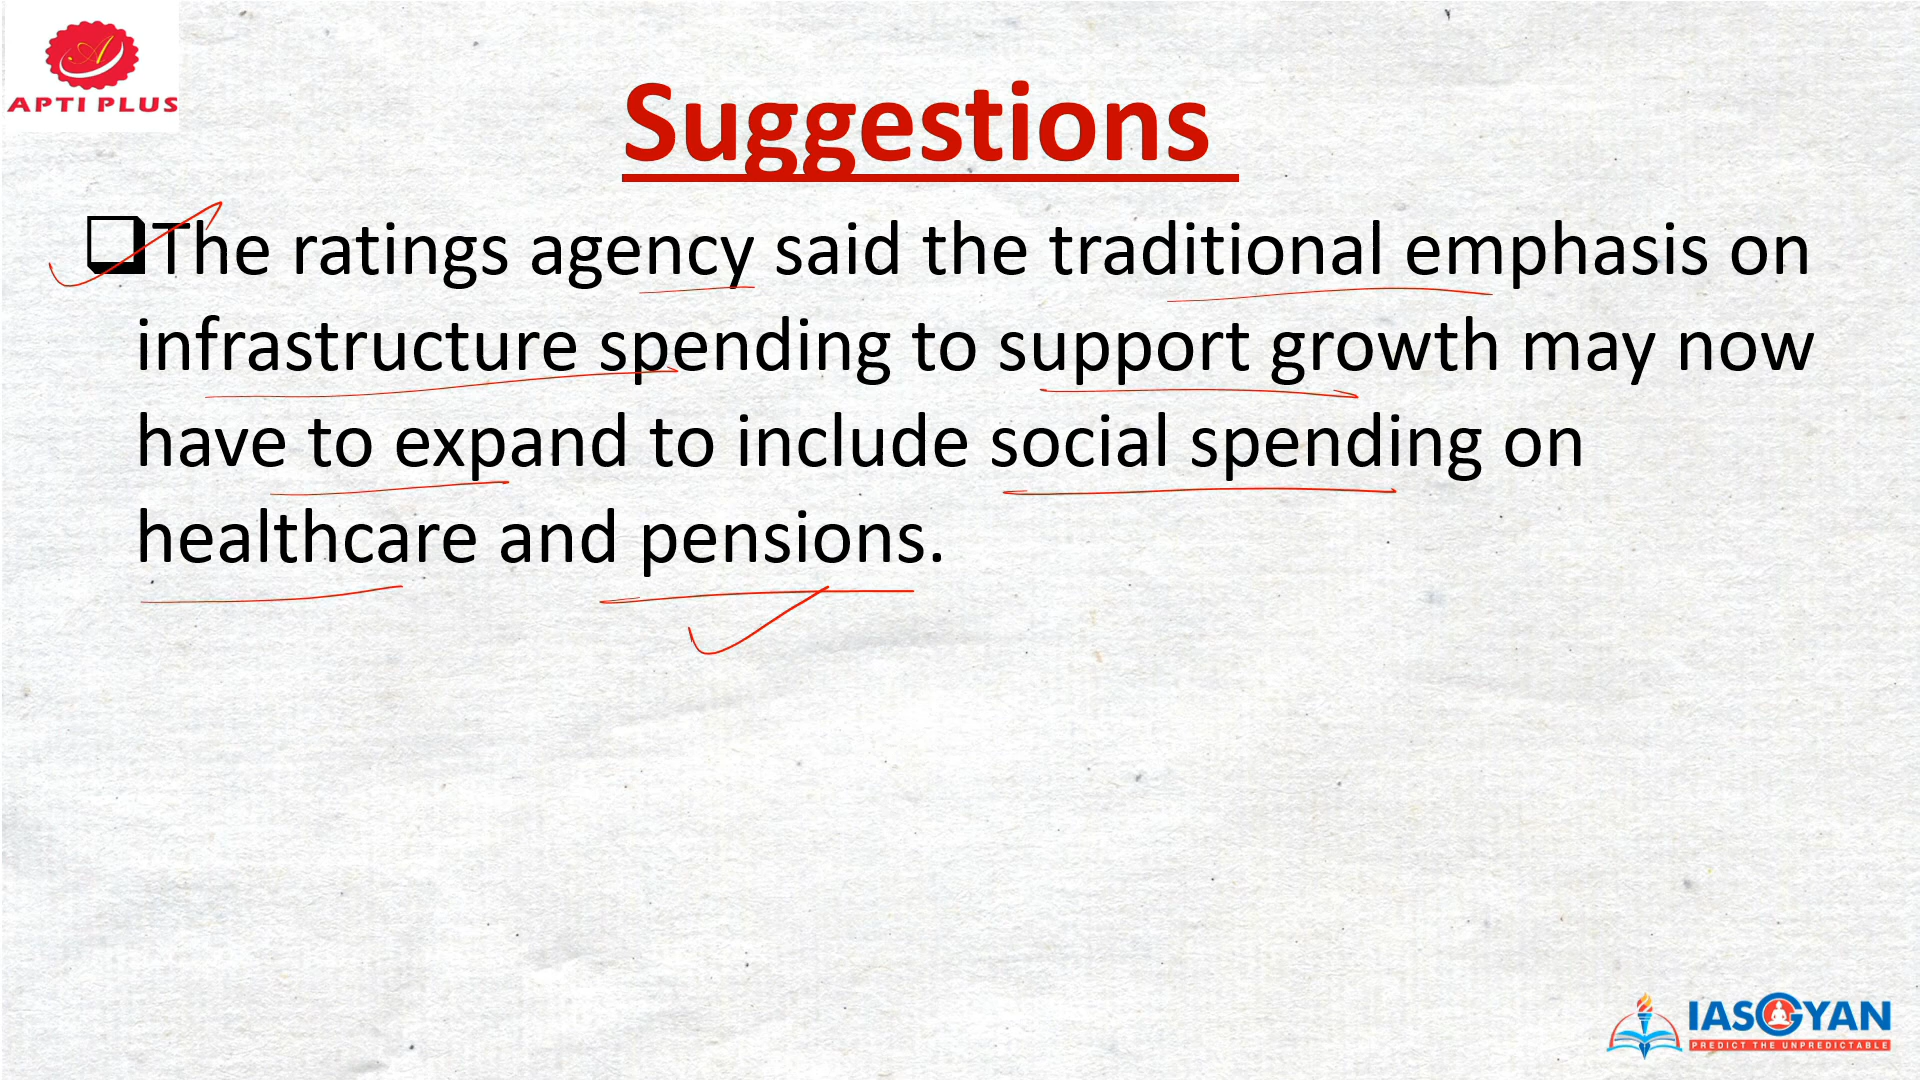 APTI PLUS
Suggestions
The ratings agency said the traditional emphasis on
infrastructure spending to support growth may now
have to expand to include social spending on
healthcare and pensions.
IASGYAN
PREDICT THE UNPREDICTABLE